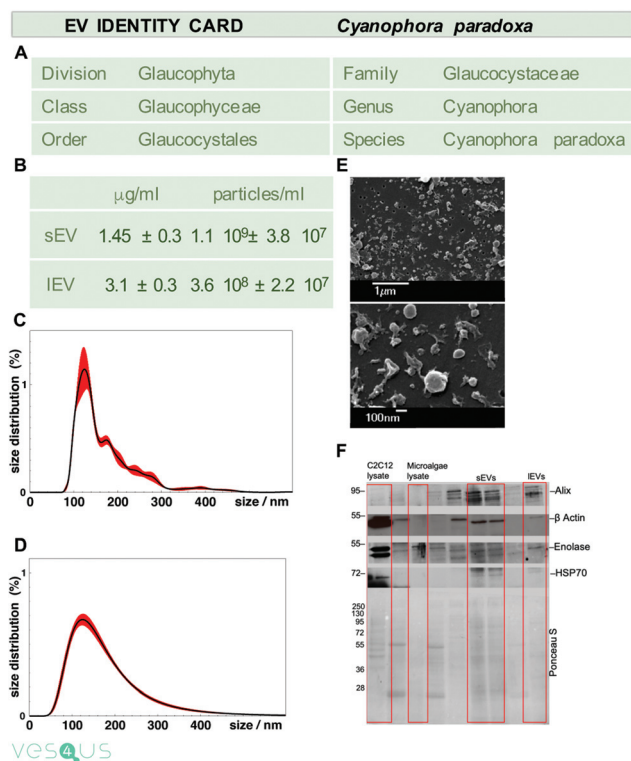 EV IDENTITY CARD Cyanophora paradoxa
A
Division Glaucophyta Family Glaucocystaceae
Class Glaucophyceae Genus Cyanophora
Order Glaucocystales Species Cyanophora paradoxa
B
µg/ml particles/ml
sEV 1.45 ± 0.3 1.1 10⁹± 3.8 10⁷
lEV 3.1 ± 0.3 3.6 10⁸ ± 2.2 10⁷
E
1µm
100nm
C
size distribution (%)
1
0
0 100 200 300 400 size / nm
D
size distribution (%)
1
0
0 100 200 300 400 size / nm
F
C2C12 lysate
Microalgae lysate
sEVs
lEVs
95
Alix
55
β Actin
55
Enolase
72
HSP70
250
130
95
72
55
36
28
Ponceau S
ves4us